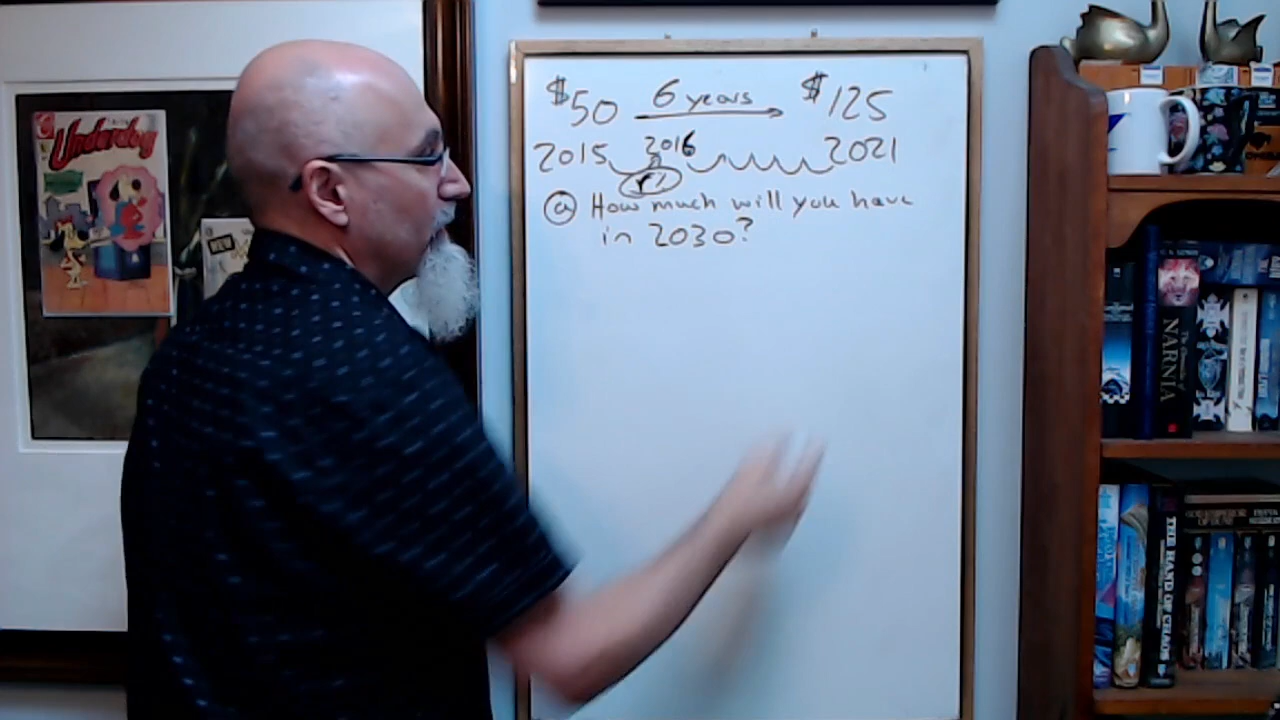 $50 6 years $125
2015 2016 2021
ⓐ How much will you have
in 2030?
Underdog
NEW
NARNIA
THE HAND OF CHAOS